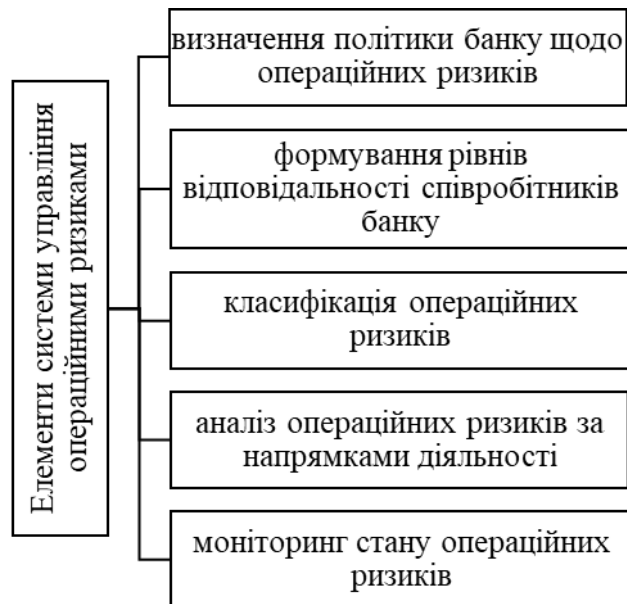 Елементи системи управління
операційними ризиками
визначення політики банку щодо
операційних ризиків
формування рівнів
відповідальності співробітників
банку
класифікація операційних
ризиків
аналіз операційних ризиків за
напрямками діяльності
моніторинг стану операційних
ризиків